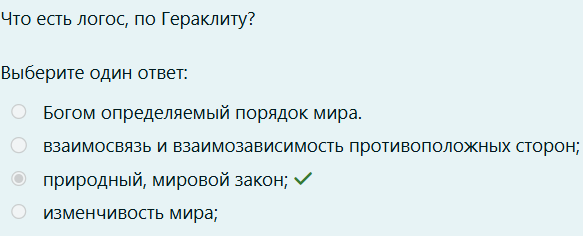 Что есть логос, по Гераклиту?
Выберите один ответ:
Богом определяемый порядок мира.
взаимосвязь и взаимозависимость противоположных сторон;
природный, мировой закон;
изменчивость мира;